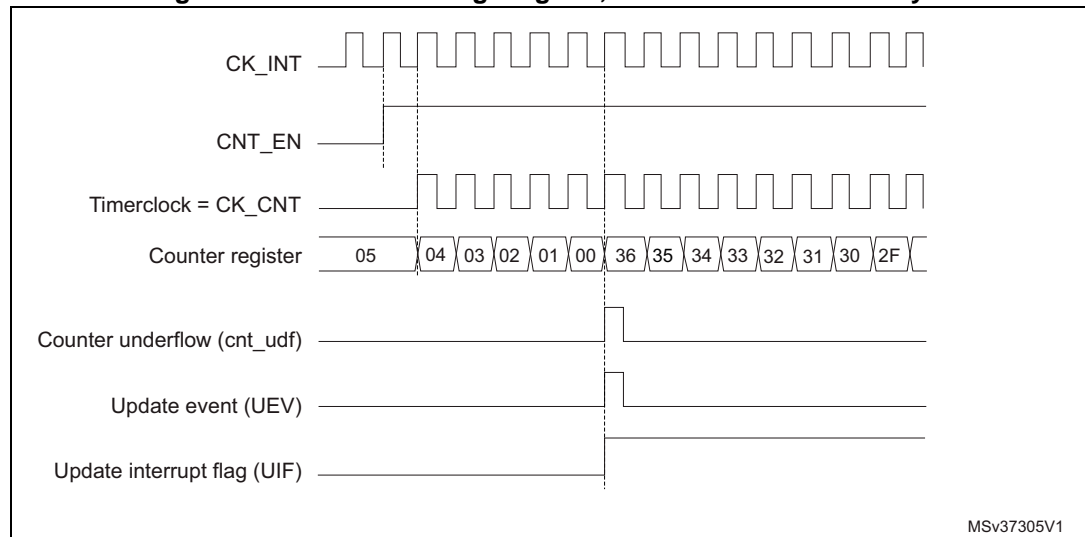 CK_INT
CNT_EN
Timerclock = CK_CNT
Counter register 05 04 03 02 01 00 36 35 34 33 32 31 30 2F
Counter underflow (cnt_udf)
Update event (UEV)
Update interrupt flag (UIF)
MSv37305V1